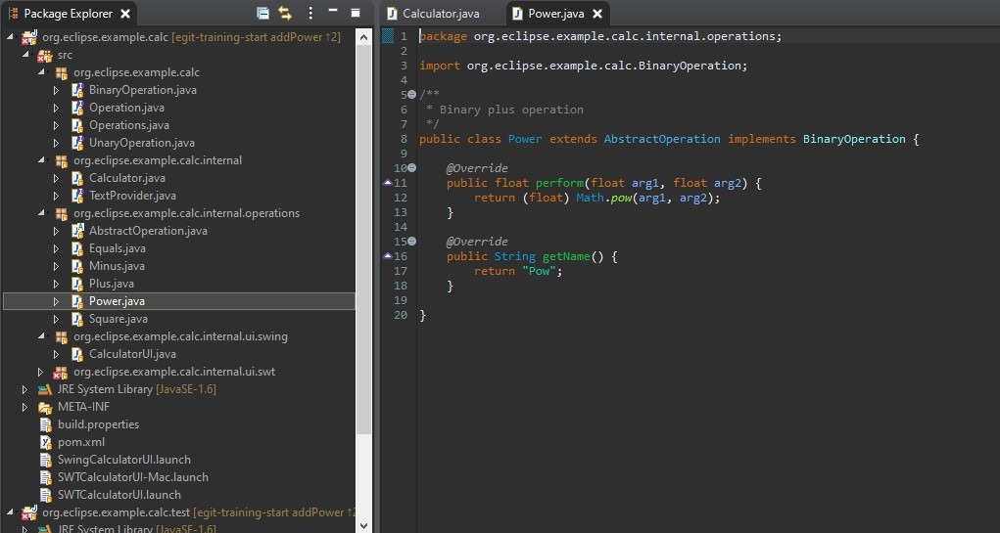 Package Explorer
org.eclipse.example.calc [egit-training-start addPower ↑2]
src
org.eclipse.example.calc
BinaryOperation.java
Operation.java
Operations.java
UnaryOperation.java
org.eclipse.example.calc.internal
Calculator.java
TextProvider.java
org.eclipse.example.calc.internal.operations
AbstractOperation.java
Equals.java
Minus.java
Plus.java
Power.java
Square.java
org.eclipse.example.calc.internal.ui.swing
CalculatorUI.java
org.eclipse.example.calc.internal.ui.swt
JRE System Library [JavaSE-1.6]
META-INF
build.properties
pom.xml
SwingCalculatorUI.launch
SWTCalculatorUI-Mac.launch
SWTCalculatorUI.launch
org.eclipse.example.calc.test [egit-training-start addPower ↑2
JRE System Library [JavaSE-1.6]
Calculator.java
Power.java
1 package org.eclipse.example.calc.internal.operations;
2
3 import org.eclipse.example.calc.BinaryOperation;
4
5 /**
6  * Binary plus operation
7  */
8 public class Power extends AbstractOperation implements BinaryOperation {
9
10     @Override
11     public float perform(float arg1, float arg2) {
12         return (float) Math.pow(arg1, arg2);
13     }
14
15     @Override
16     public String getName() {
17         return "Pow";
18     }
19
20 }